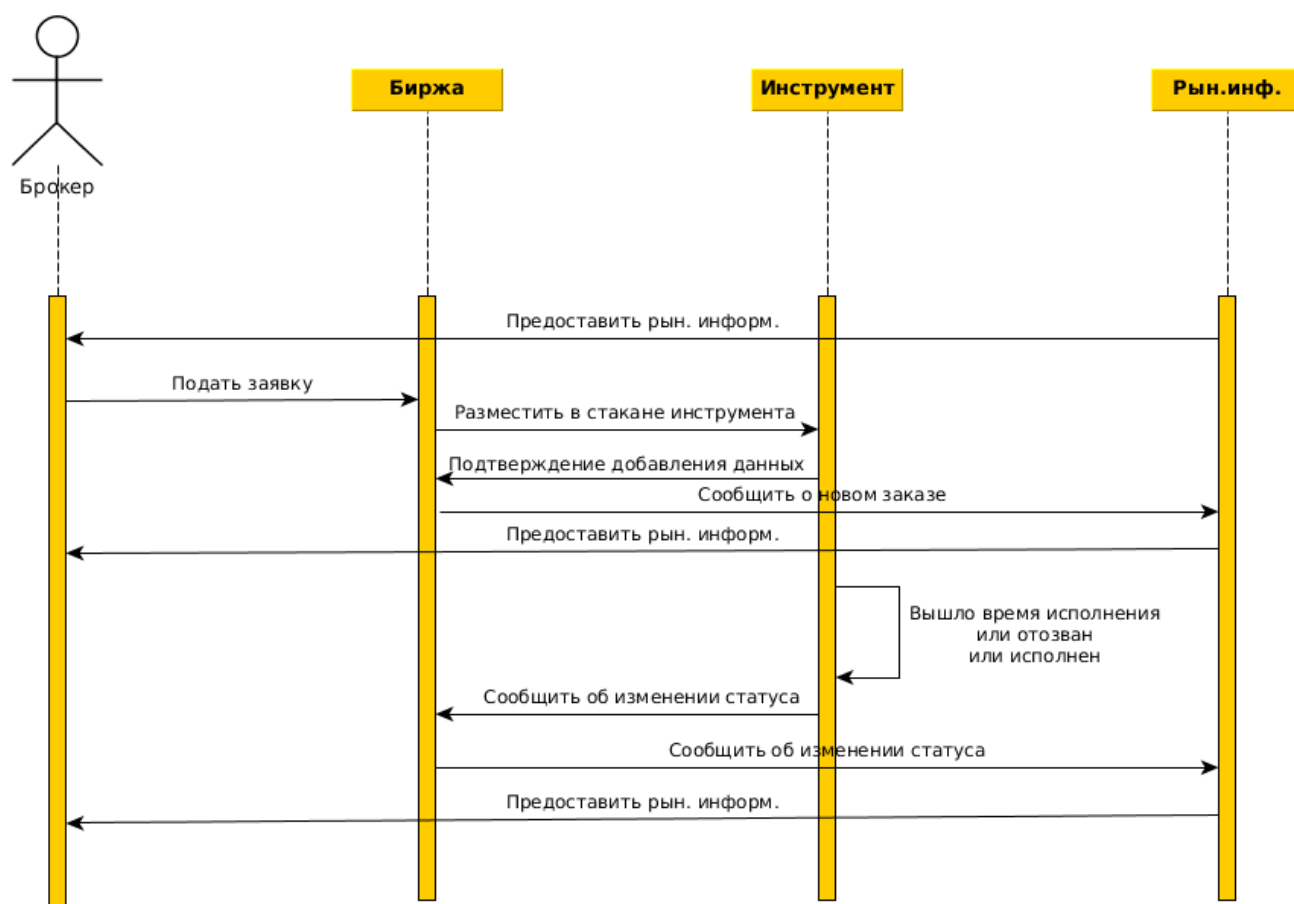 Биржа
Инструмент
Рын.инф.
Брокер
Предоставить рын. информ.
Подать заявку
Разместить в стакане инструмента
Подтверждение добавления данных
Сообщить о новом заказе
Предоставить рын. информ.
Вышло время исполнения
или отозван
или исполнен
Сообщить об изменении статуса
Сообщить об изменении статуса
Предоставить рын. информ.